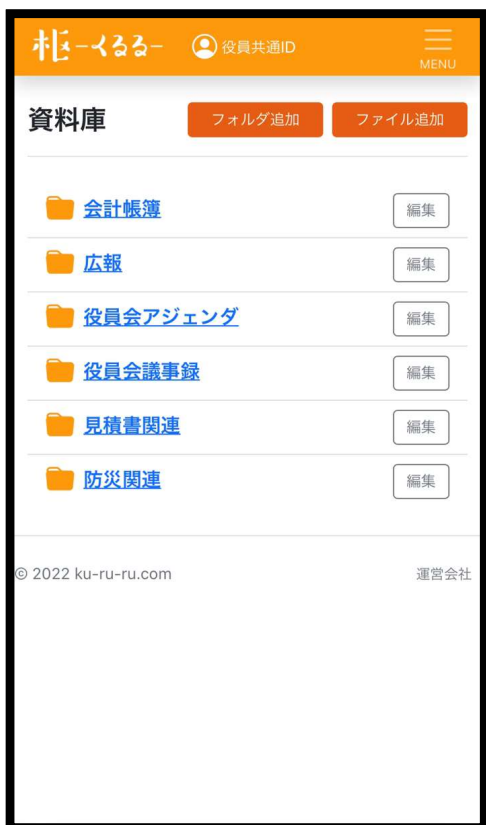 枢-くるる-
役員共通ID
MENU
資料庫
フォルダ追加
ファイル追加
会計帳簿
編集
広報
編集
役員会アジェンダ
編集
役員会議事録
編集
見積書関連
編集
防災関連
編集
© 2022 ku-ru-ru.com
運営会社